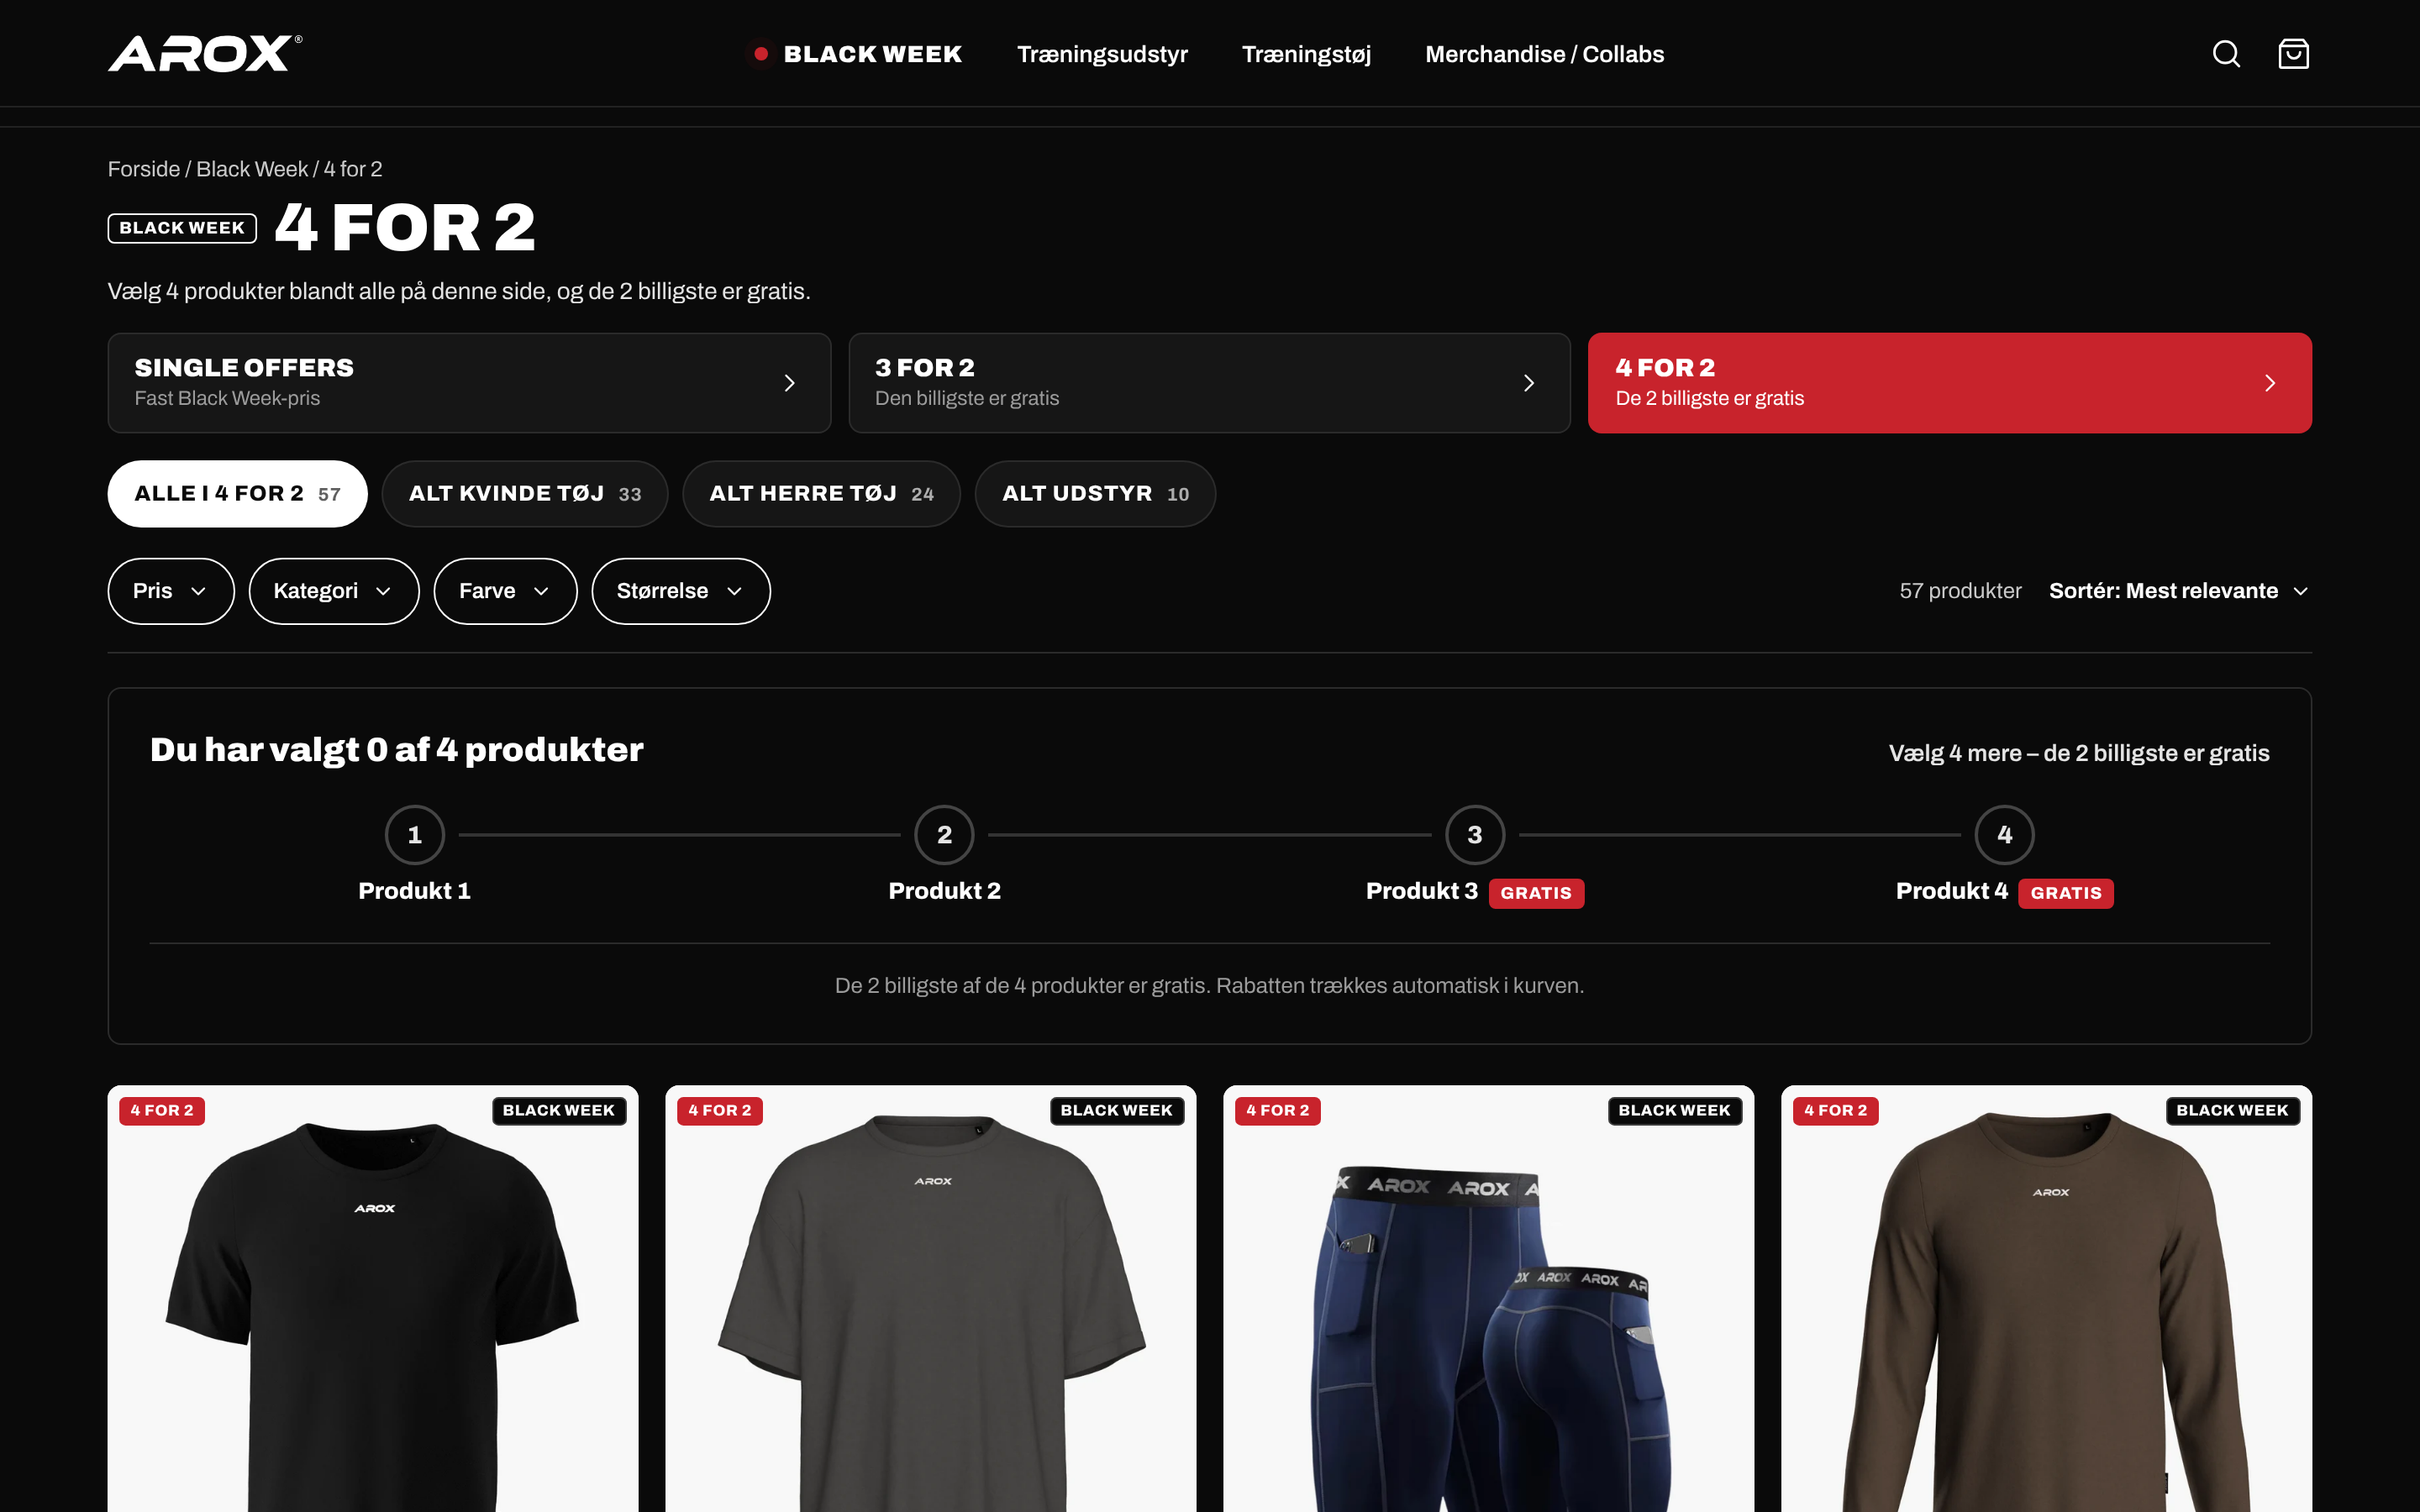 AROX®
BLACK WEEK
Træningsudstyr
Træningstøj
Merchandise / Collabs
Forside / Black Week / 4 for 2
BLACK WEEK
4 FOR 2
Vælg 4 produkter blandt alle på denne side, og de 2 billigste er gratis.
SINGLE OFFERS
Fast Black Week-pris
3 FOR 2
Den billigste er gratis
4 FOR 2
De 2 billigste er gratis
ALLE I 4 FOR 2 57
ALT KVINDE TØJ 33
ALT HERRE TØJ 24
ALT UDSTYR 10
Pris
Kategori
Farve
Størrelse
57 produkter
Sortér: Mest relevante
Du har valgt 0 af 4 produkter
Vælg 4 mere – de 2 billigste er gratis
1
2
3
4
Produkt 1
Produkt 2
Produkt 3 GRATIS
Produkt 4 GRATIS
De 2 billigste af de 4 produkter er gratis. Rabatten trækkes automatisk i kurven.
4 FOR 2
BLACK WEEK
AROX
4 FOR 2
BLACK WEEK
AROX
4 FOR 2
BLACK WEEK
AROX AROX
AROX AROX
4 FOR 2
BLACK WEEK
AROX